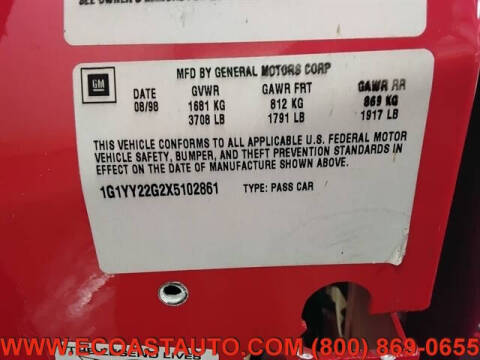 SEE OWNER'S
GM
MFD BY GENERAL MOTORS CORP
DATE GVWR GAWR FRT GAWR RR
08/98 1681 KG 812 KG 869 KG
3708 LB 1791 LB 1917 LB
THIS VEHICLE CONFORMS TO ALL APPLICABLE U.S. FEDERAL MOTOR
VEHICLE SAFETY, BUMPER, AND THEFT PREVENTION STANDARDS IN
EFFECT ON THE DATE OF MANUFACTURE SHOWN ABOVE.
1G1YY22G2X5102861 TYPE: PASS CAR
WWW.ECOASTAUTO.COM (800) 869-0655
LIVES